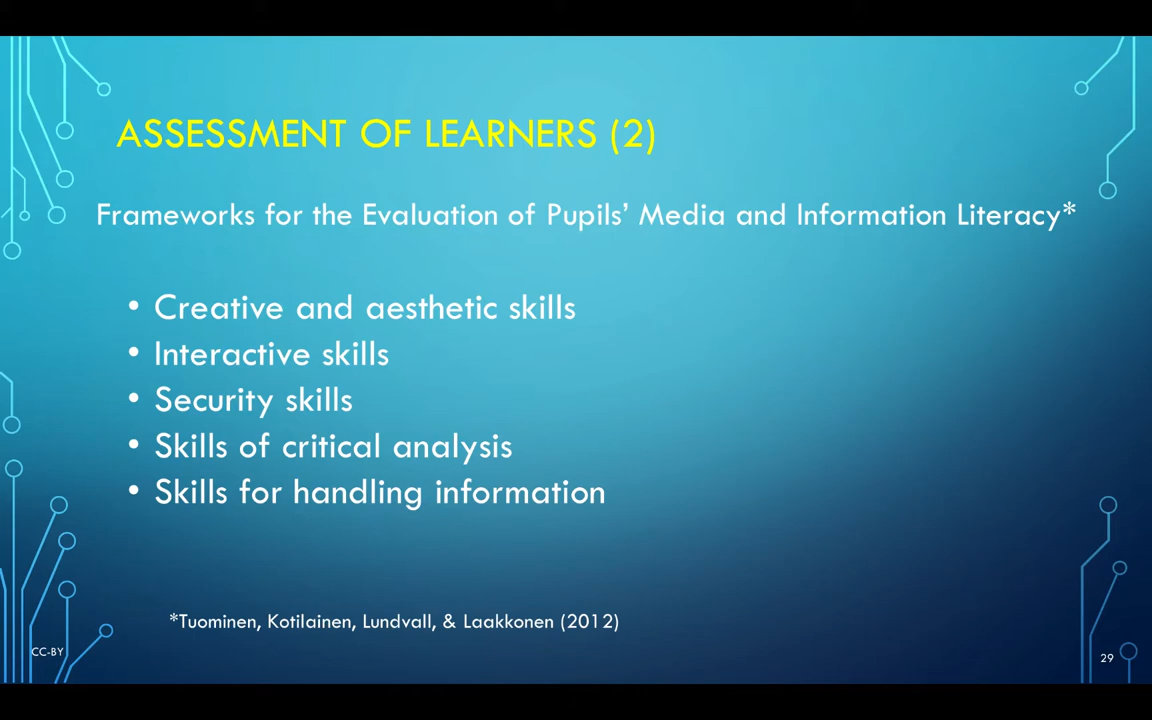 ASSESSMENT OF LEARNERS (2)
Frameworks for the Evaluation of Pupils’ Media and Information Literacy*
• Creative and aesthetic skills
• Interactive skills
• Security skills
• Skills of critical analysis
• Skills for handling information
*Tuominen, Kotilainen, Lundvall, & Laakkonen (2012)
CC-BY
29